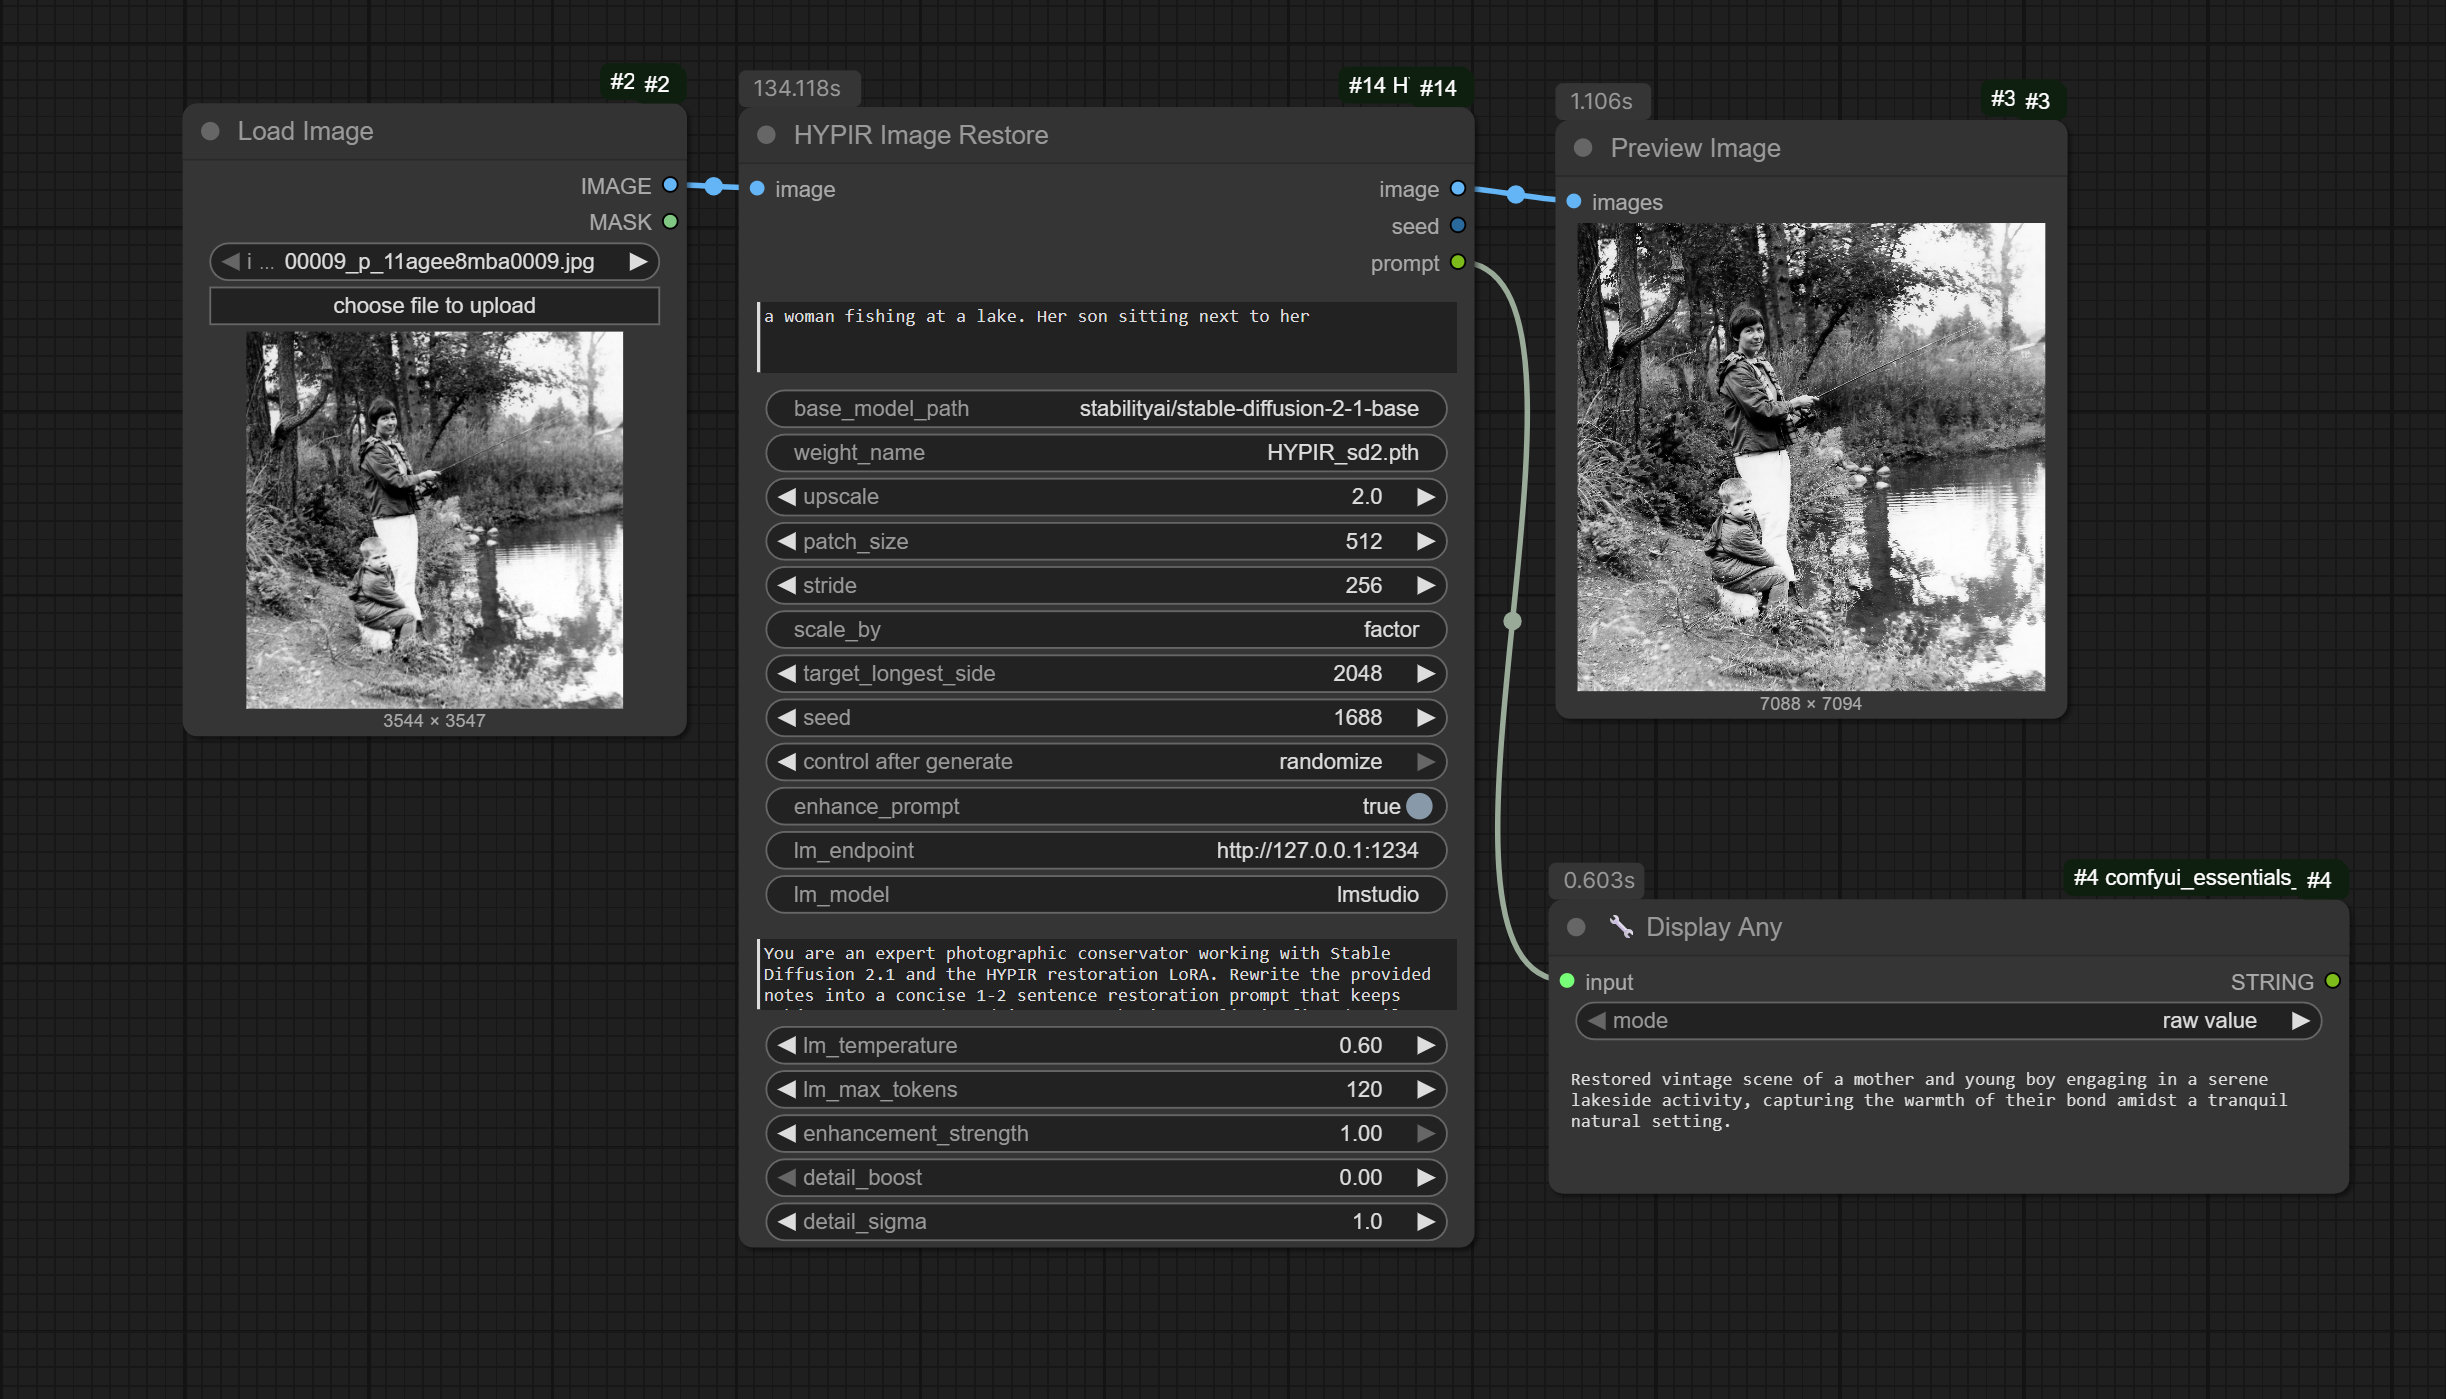 #2 #2
Load Image
IMAGE
MASK
i ... 00009_p_11agee8mba0009.jpg
choose file to upload
3544 × 3547
134.118s
#14 H #14
HYPIR Image Restore
image image
seed
prompt
a woman fishing at a lake. Her son sitting next to her
base_model_path stabilityai/stable-diffusion-2-1-base
weight_name HYPIR_sd2.pth
upscale 2.0
patch_size 512
stride 256
scale_by factor
target_longest_side 2048
seed 1688
control after generate randomize
enhance_prompt true
lm_endpoint http://127.0.0.1:1234
lm_model lmstudio
You are an expert photographic conservator working with Stable
Diffusion 2.1 and the HYPIR restoration LoRA. Rewrite the provided
notes into a concise 1-2 sentence restoration prompt that keeps
lm_temperature 0.60
lm_max_tokens 120
enhancement_strength 1.00
detail_boost 0.00
detail_sigma 1.0
1.106s
#3 #3
Preview Image
images
7088 × 7094
0.603s
#4 comfyui_essentials_ #4
Display Any
input STRING
mode raw value
Restored vintage scene of a mother and young boy engaging in a serene
lakeside activity, capturing the warmth of their bond amidst a tranquil
natural setting.